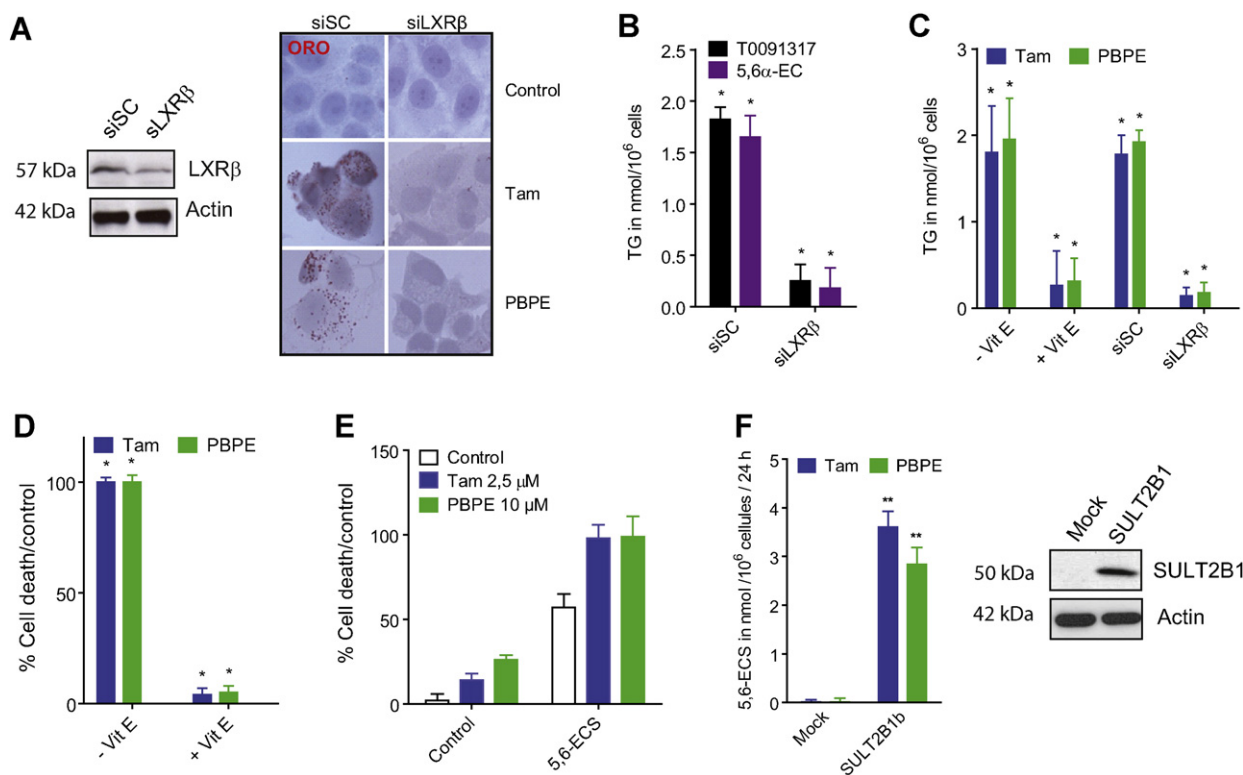 A
siSC
sLXRβ
57 kDa
LXRβ
42 kDa
Actin
siSC
siLXRβ
ORO
Control
Tam
PBPE
B
T0091317
5,6α-EC
TG in nmol/10⁶ cells
2.5
2.0
1.5
1.0
0.5
0.0
* * * *
siSC
siLXRβ
C
Tam
PBPE
TG in nmol/10⁶ cells
3
2
1
0
* * * * * * * *
- Vit E
+ Vit E
siSC
siLXRβ
D
Tam
PBPE
% Cell death/control
100
50
0
* * * *
- Vit E
+ Vit E
E
Control
Tam 2,5 µM
PBPE 10 µM
% Cell death/control
150
100
50
0
Control
5,6-ECS
F
Tam
PBPE
5,6-ECS in nmol /10⁶ cellules / 24 h
5
4
3
2
1
0
** **
Mock
SULT2B1b
Mock
SULT2B1
50 kDa
SULT2B1
42 kDa
Actin